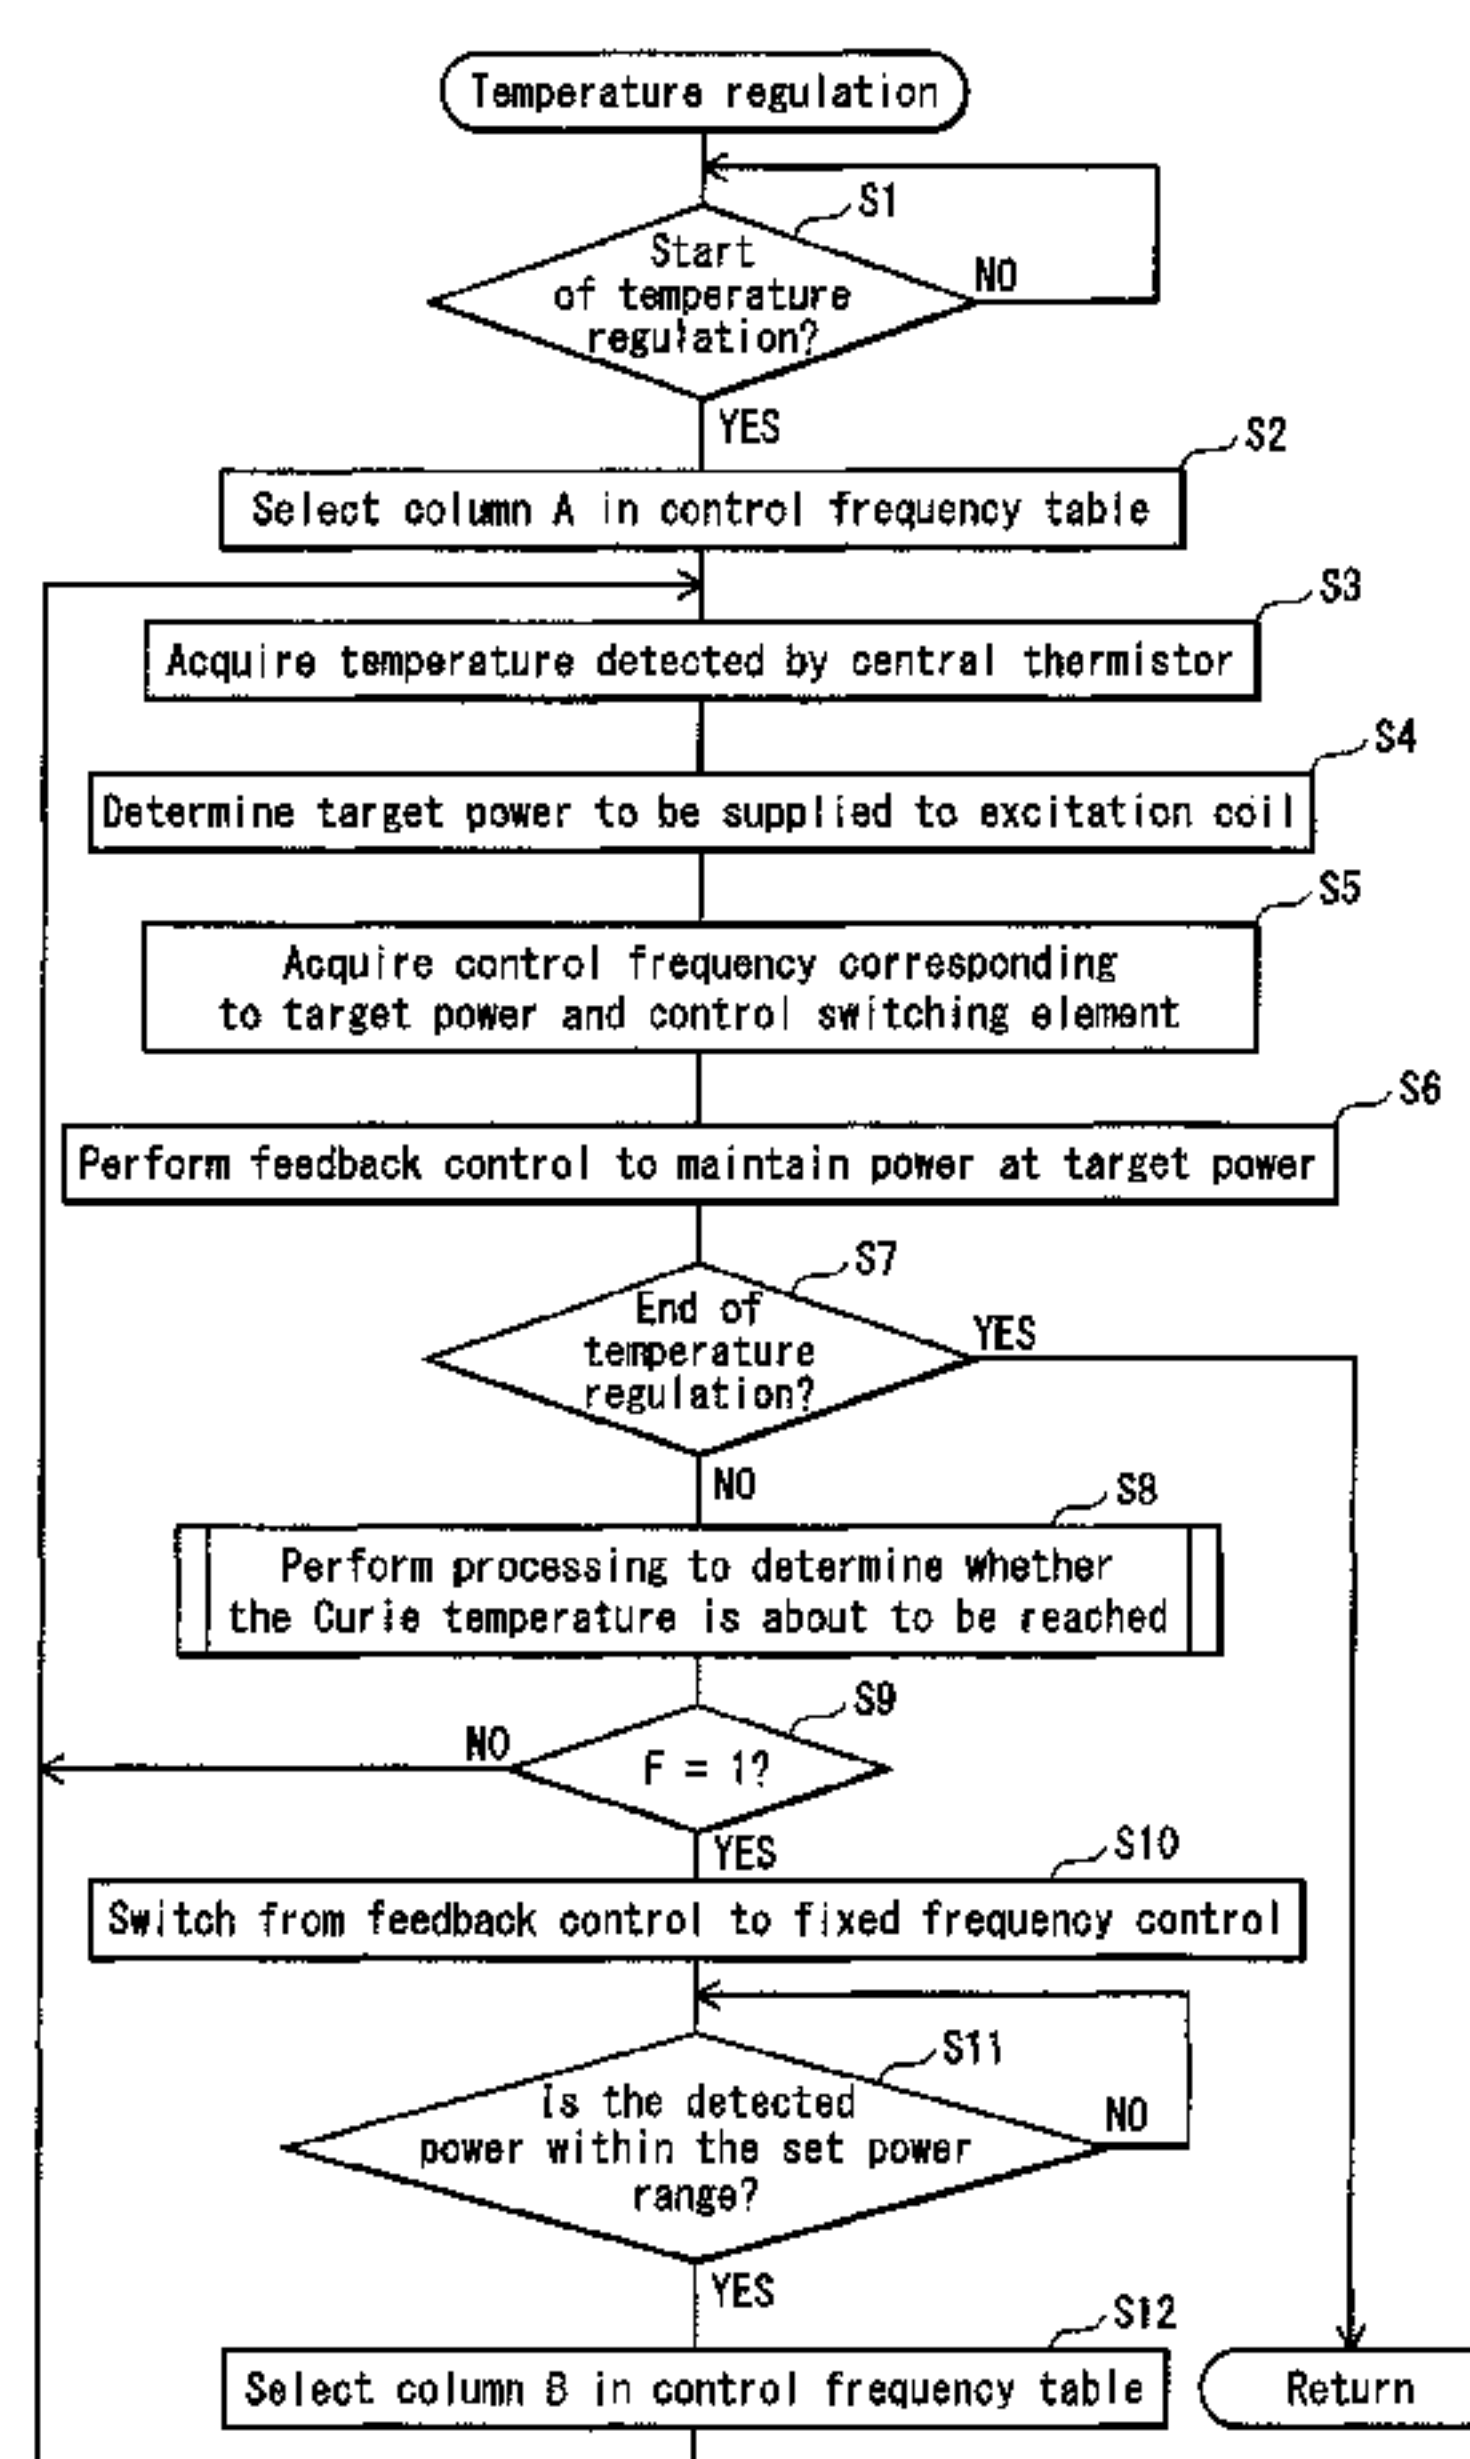 Temperature regulation
S1
Start
of temperature
regulation?
NO
YES
S2
Select column A in control frequency table
S3
Acquire temperature detected by central thermistor
S4
Determine target power to be supplied to excitation coil
S5
Acquire control frequency corresponding
to target power and control switching element
S6
Perform feedback control to maintain power at target power
S7
End of
temperature
regulation?
YES
NO
S8
Perform processing to determine whether
the Curie temperature is about to be reached
S9
NO
F = 1?
YES
S10
Switch from feedback control to fixed frequency control
S11
Is the detected
power within the set power
range?
NO
YES
S12
Select column B in control frequency table
Return